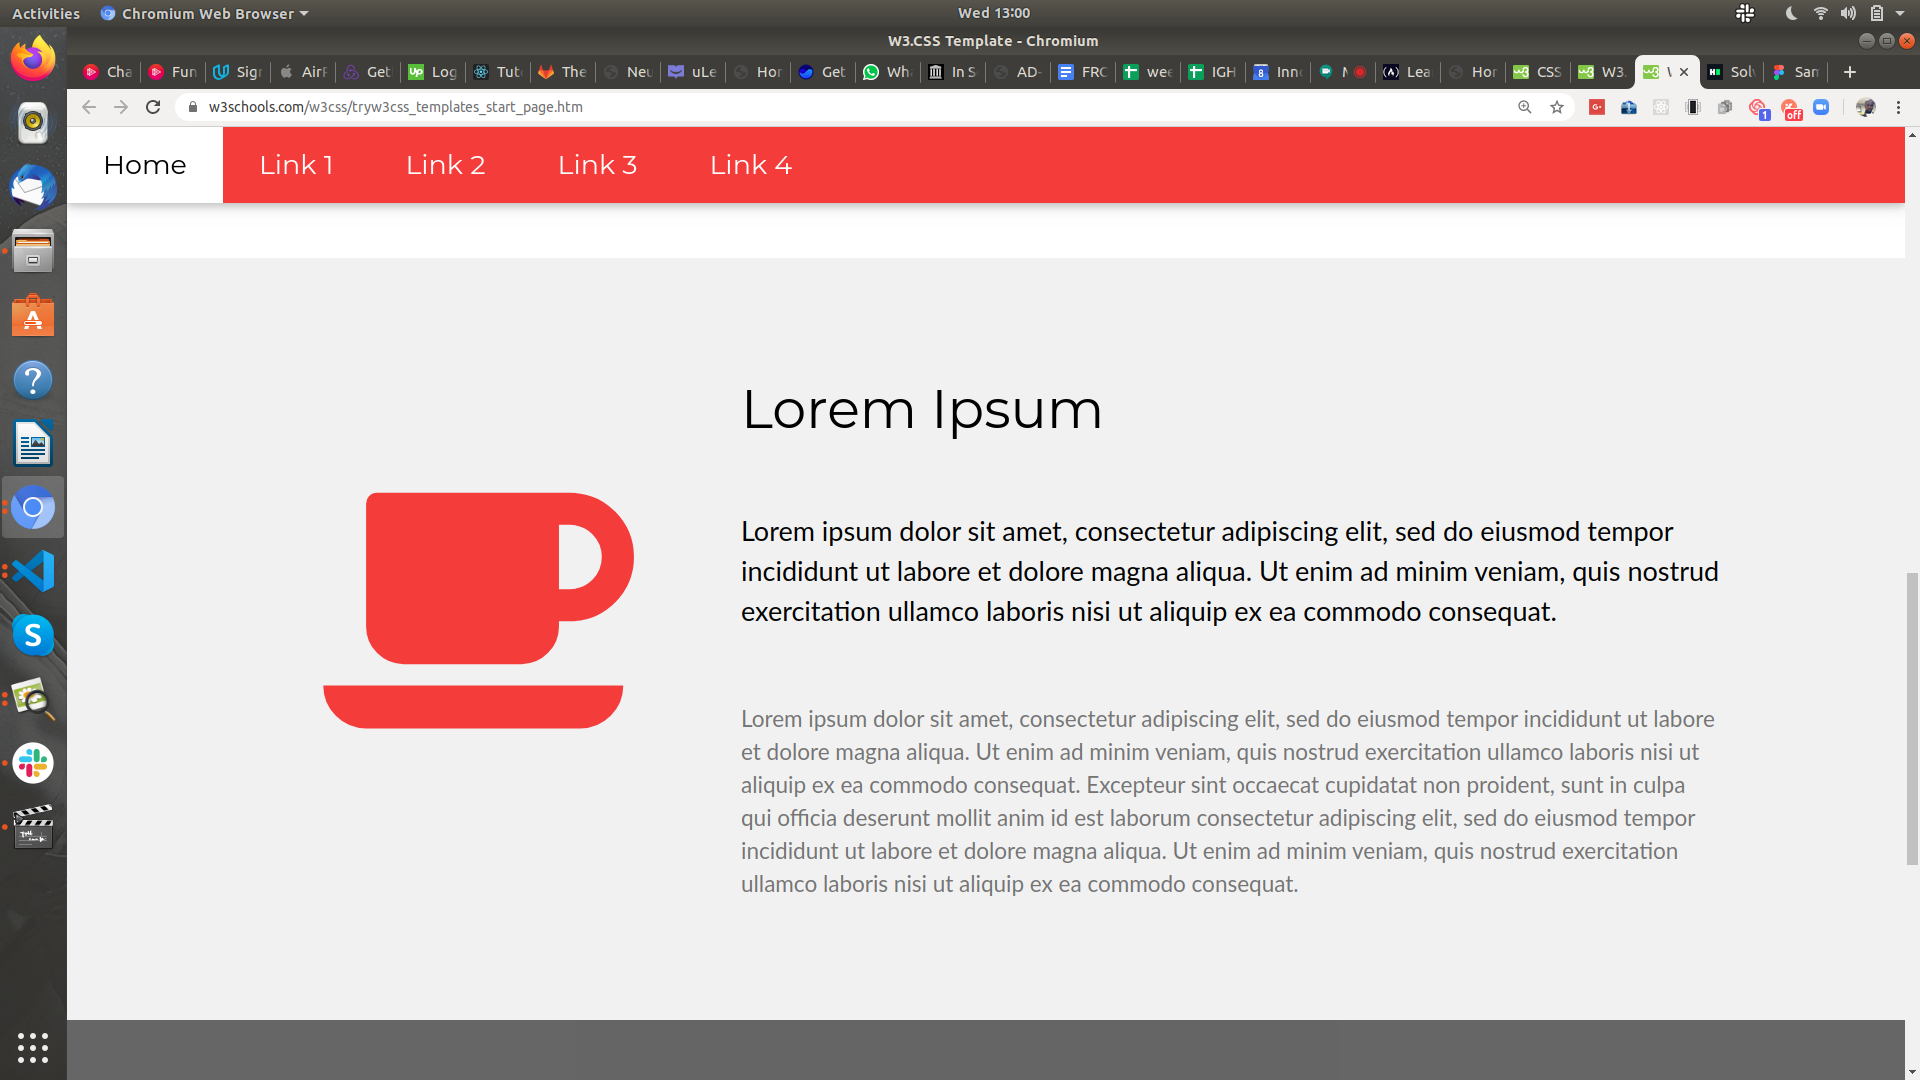 Activities
Chromium Web Browser
Wed 13:00
W3.CSS Template - Chromium
Cha
Fun
Sign
AirF
Get
Log
Tut
The
Neu
uLe
Hor
Get
Wh
In S
AD-
FRC
wee
IGH
Inn
Lea
Hor
CSS
W3.
Solv
Sam
w3schools.com/w3css/tryw3css_templates_start_page.htm
1
off
Home
Link 1
Link 2
Link 3
Link 4
Lorem Ipsum
Lorem ipsum dolor sit amet, consectetur adipiscing elit, sed do eiusmod tempor
incididunt ut labore et dolore magna aliqua. Ut enim ad minim veniam, quis nostrud
exercitation ullamco laboris nisi ut aliquip ex ea commodo consequat.
Lorem ipsum dolor sit amet, consectetur adipiscing elit, sed do eiusmod tempor incididunt ut labore
et dolore magna aliqua. Ut enim ad minim veniam, quis nostrud exercitation ullamco laboris nisi ut
aliquip ex ea commodo consequat. Excepteur sint occaecat cupidatat non proident, sunt in culpa
qui officia deserunt mollit anim id est laborum consectetur adipiscing elit, sed do eiusmod tempor
incididunt ut labore et dolore magna aliqua. Ut enim ad minim veniam, quis nostrud exercitation
ullamco laboris nisi ut aliquip ex ea commodo consequat.